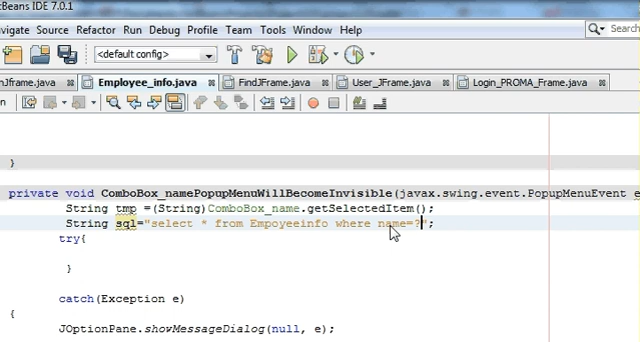 etBeans IDE 7.0.1
avigate Source Refactor Run Debug Profile Team Tools Window Help
<default config>
Search
nJframe.java Employee_info.java FindJFrame.java User_JFrame.java Login_PROMA_Frame.java
}
private void ComboBox_namePopupMenuWillBecomeInvisible(javax.swing.event.PopupMenuEvent e
String tmp =(String)ComboBox_name.getSelectedItem();
String sql="select * from Empoyeeinfo where name=?";
try{
}
catch(Exception e)
{
JOptionPane.showMessageDialog(null, e);